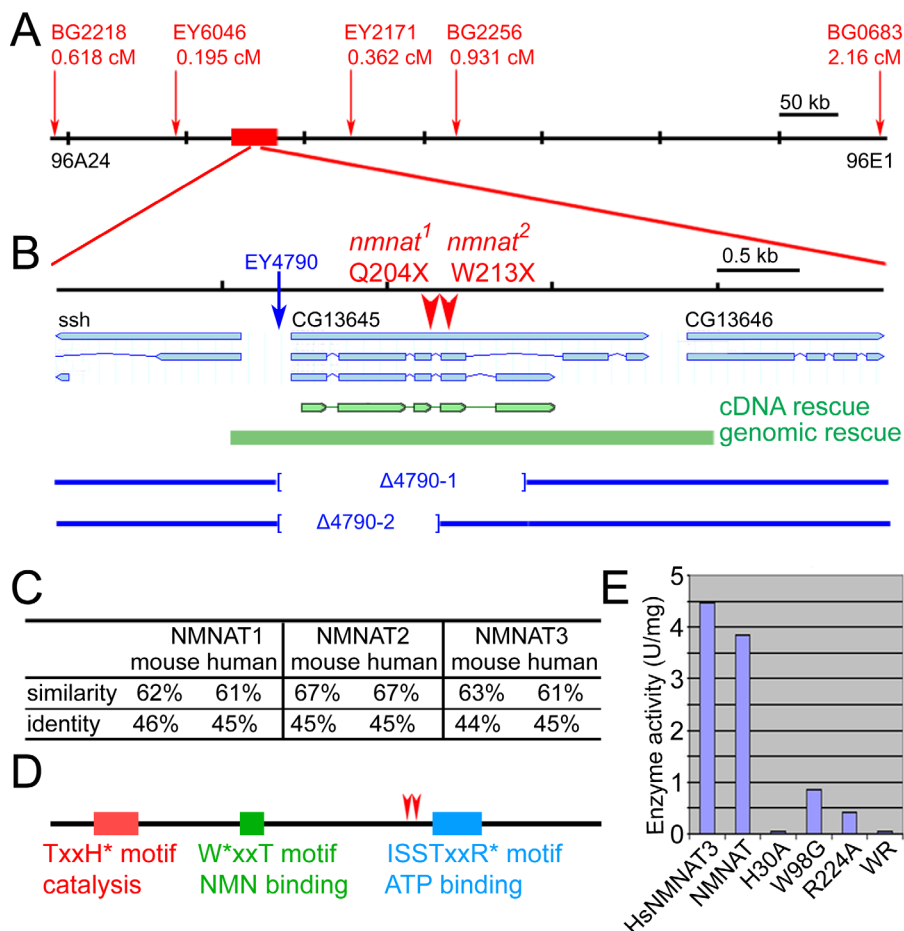 A
BG2218
0.618 cM
EY6046
0.195 cM
EY2171
0.362 cM
BG2256
0.931 cM
BG0683
2.16 cM
50 kb
96A24
96E1
B
EY4790
nmnat¹
Q204X
nmnat²
W213X
0.5 kb
ssh
CG13645
CG13646
cDNA rescue
genomic rescue
[ Δ4790-1 ]
[ Δ4790-2 ]
C
NMNAT1 NMNAT2 NMNAT3
mouse human mouse human mouse human
similarity 62% 61% 67% 67% 63% 61%
identity 46% 45% 45% 45% 44% 45%
D
TxxH* motif
catalysis
W*xxT motif
NMN binding
ISSTxxR* motif
ATP binding
E
Enzyme activity (U/mg)
5
4
3
2
1
0
HsNMNAT3
NMNAT
H30A
W98G
R224A
WR